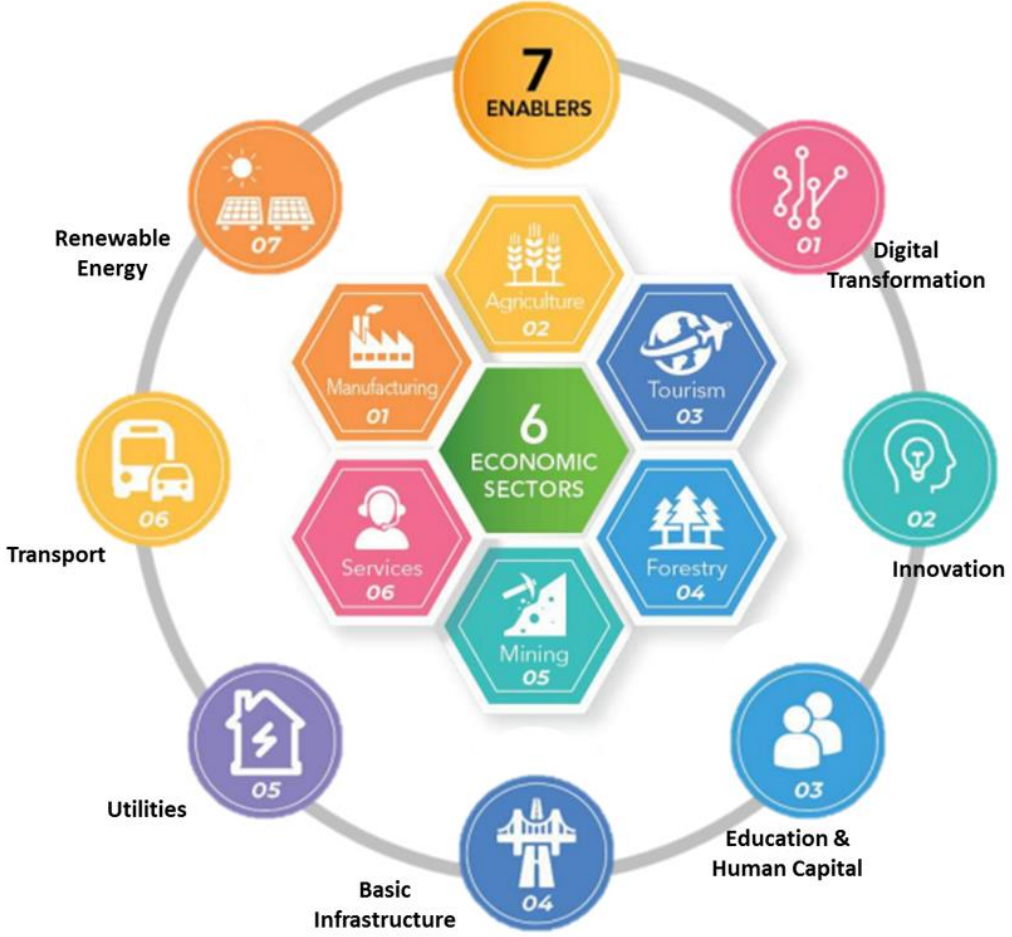 7
ENABLERS
01
Digital
Transformation
02
Innovation
03
Education &
Human Capital
04
Basic
Infrastructure
05
Utilities
06
Transport
07
Renewable
Energy
6
ECONOMIC
SECTORS
Manufacturing
01
Agriculture
02
Tourism
03
Forestry
04
Mining
05
Services
06